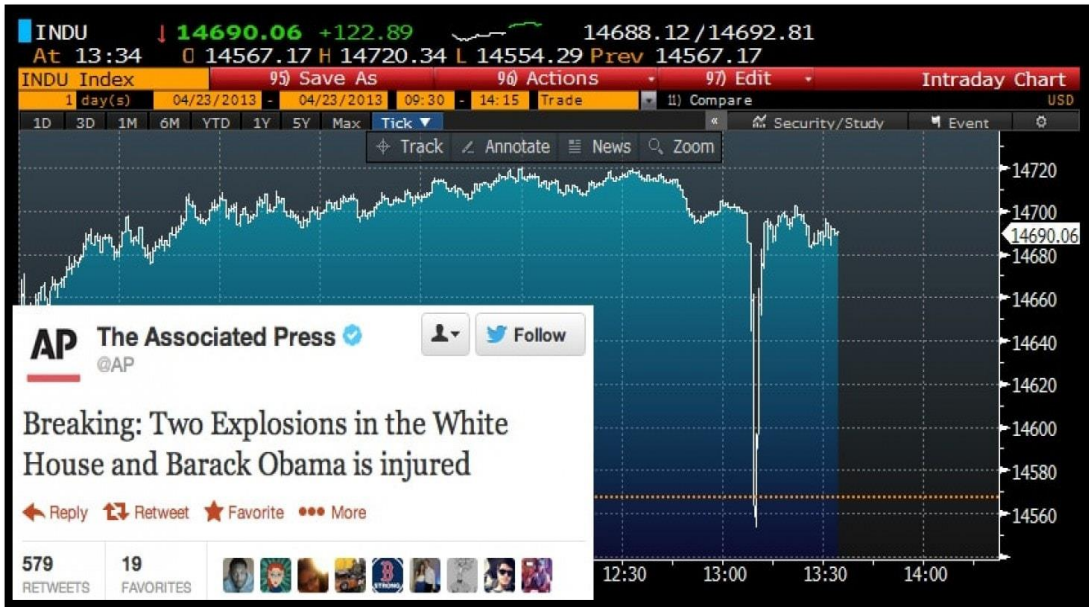 INDU ↓ 14690.06 +122.89 14688.12/14692.81
At 13:34 O 14567.17 H 14720.34 L 14554.29 Prev 14567.17
INDU Index 95) Save As 96) Actions 97) Edit Intraday Chart
1 day(s) 04/23/2013 - 04/23/2013 09:30 - 14:15 Trade 11) Compare USD
1D 3D 1M 6M YTD 1Y 5Y Max Tick ▼ « Security/Study Event
Track Annotate News Zoom
14720
14700
14690.06
14680
14660
14640
14620
14600
14580
14560
AP The Associated Press
@AP
Follow
Breaking: Two Explosions in the White
House and Barack Obama is injured
Reply Retweet Favorite ••• More
579 19
RETWEETS FAVORITES
B STRONG
12:30 13:00 13:30 14:00